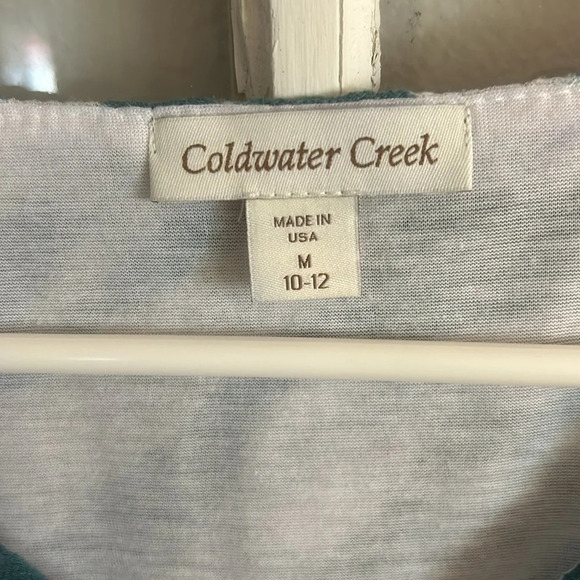 Coldwater Creek
MADE IN
USA
M
10-12